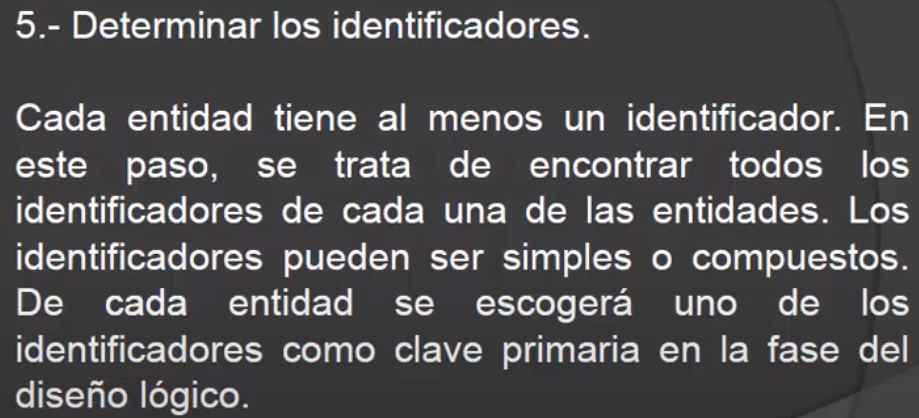 5.- Determinar los identificadores.
Cada entidad tiene al menos un identificador. En
este paso, se trata de encontrar todos los
identificadores de cada una de las entidades. Los
identificadores pueden ser simples o compuestos.
De cada entidad se escogerá uno de los
identificadores como clave primaria en la fase del
diseño lógico.